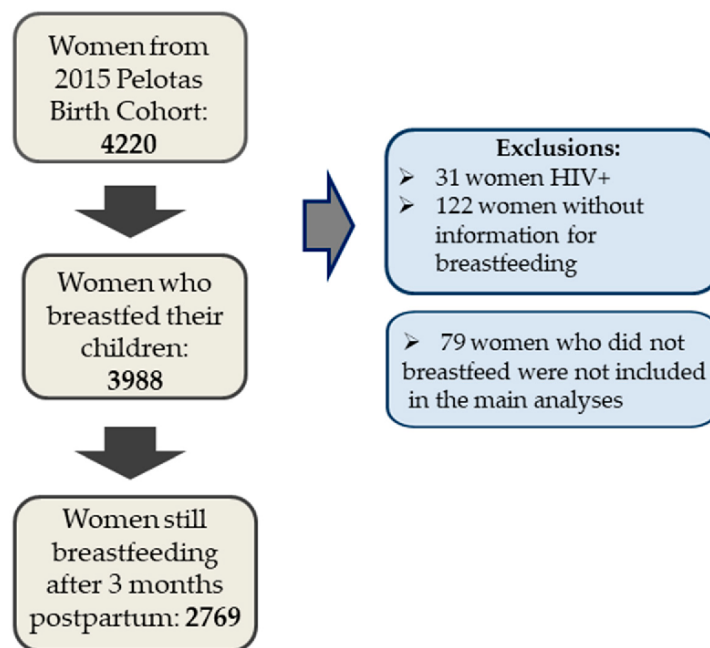 Women from
2015 Pelotas
Birth Cohort:
4220
Exclusions:
➢ 31 women HIV+
➢ 122 women without
information for
breastfeeding
Women who
breastfed their
children:
3988
➢ 79 women who did not
breastfeed were not included
in the main analyses
Women still
breastfeeding
after 3 months
postpartum: 2769